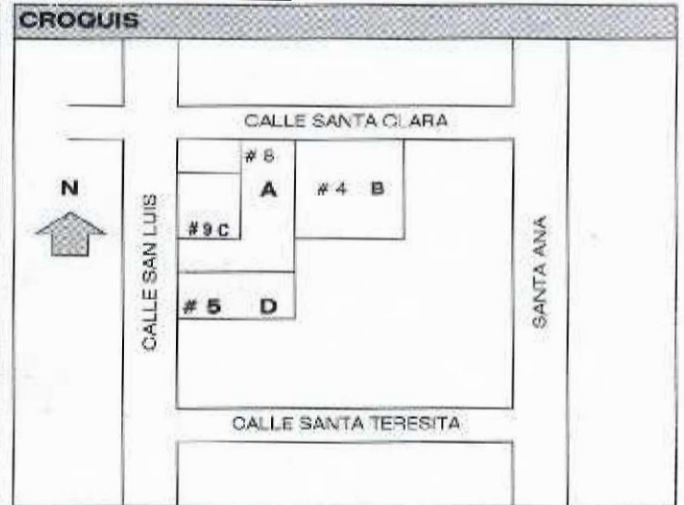 CROQUIS
CALLE SANTA CLARA
# 8
N
A
# 4 B
# 9 C
CALLE SAN LUIS
SANTA ANA
# 5 D
CALLE SANTA TERESITA